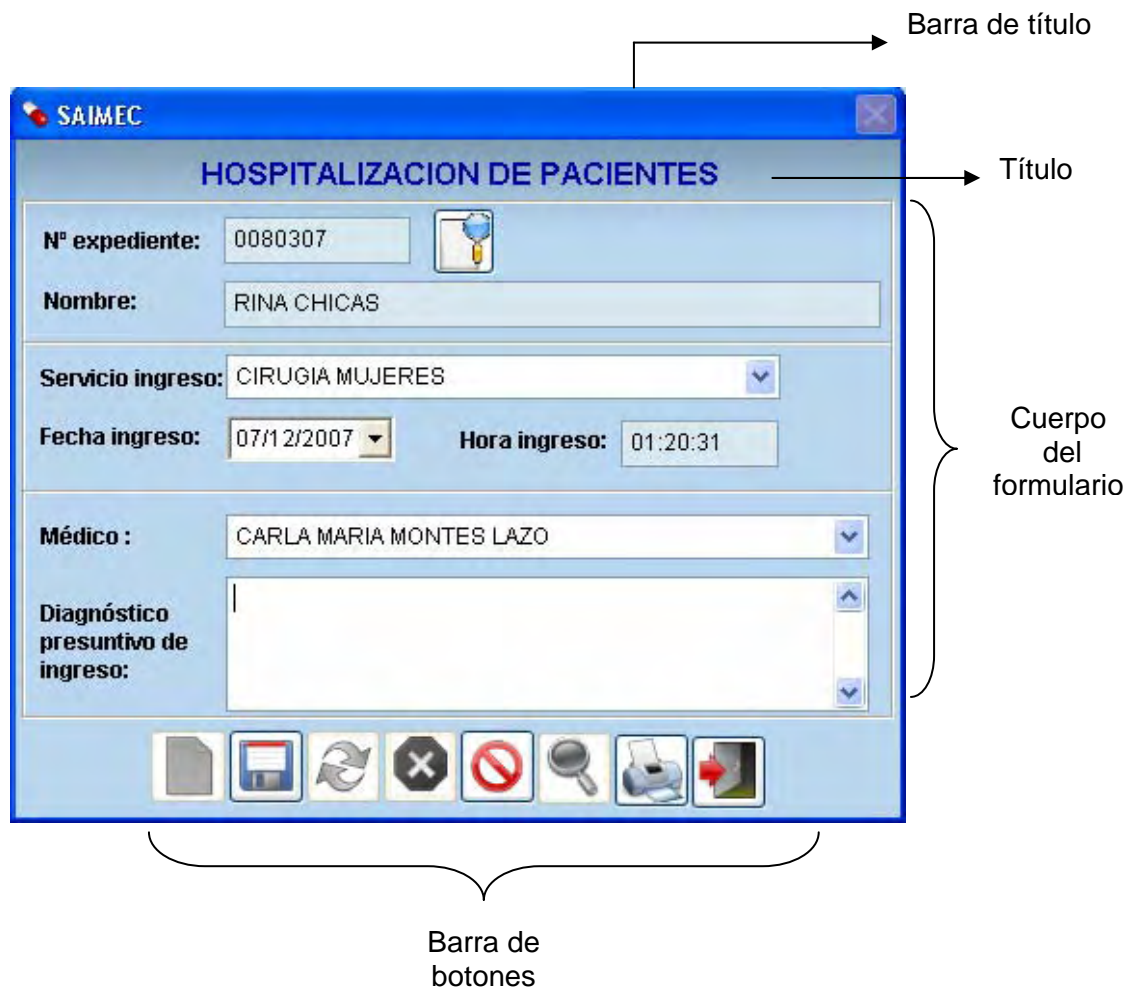 Barra de título
SAIMEC
HOSPITALIZACION DE PACIENTES
Título
Nº expediente: 0080307
Nombre: RINA CHICAS
Servicio ingreso: CIRUGIA MUJERES
Fecha ingreso: 07/12/2007 Hora ingreso: 01:20:31
Cuerpo
del
formulario
Médico : CARLA MARIA MONTES LAZO
Diagnóstico
presuntivo de
ingreso:
Barra de
botones